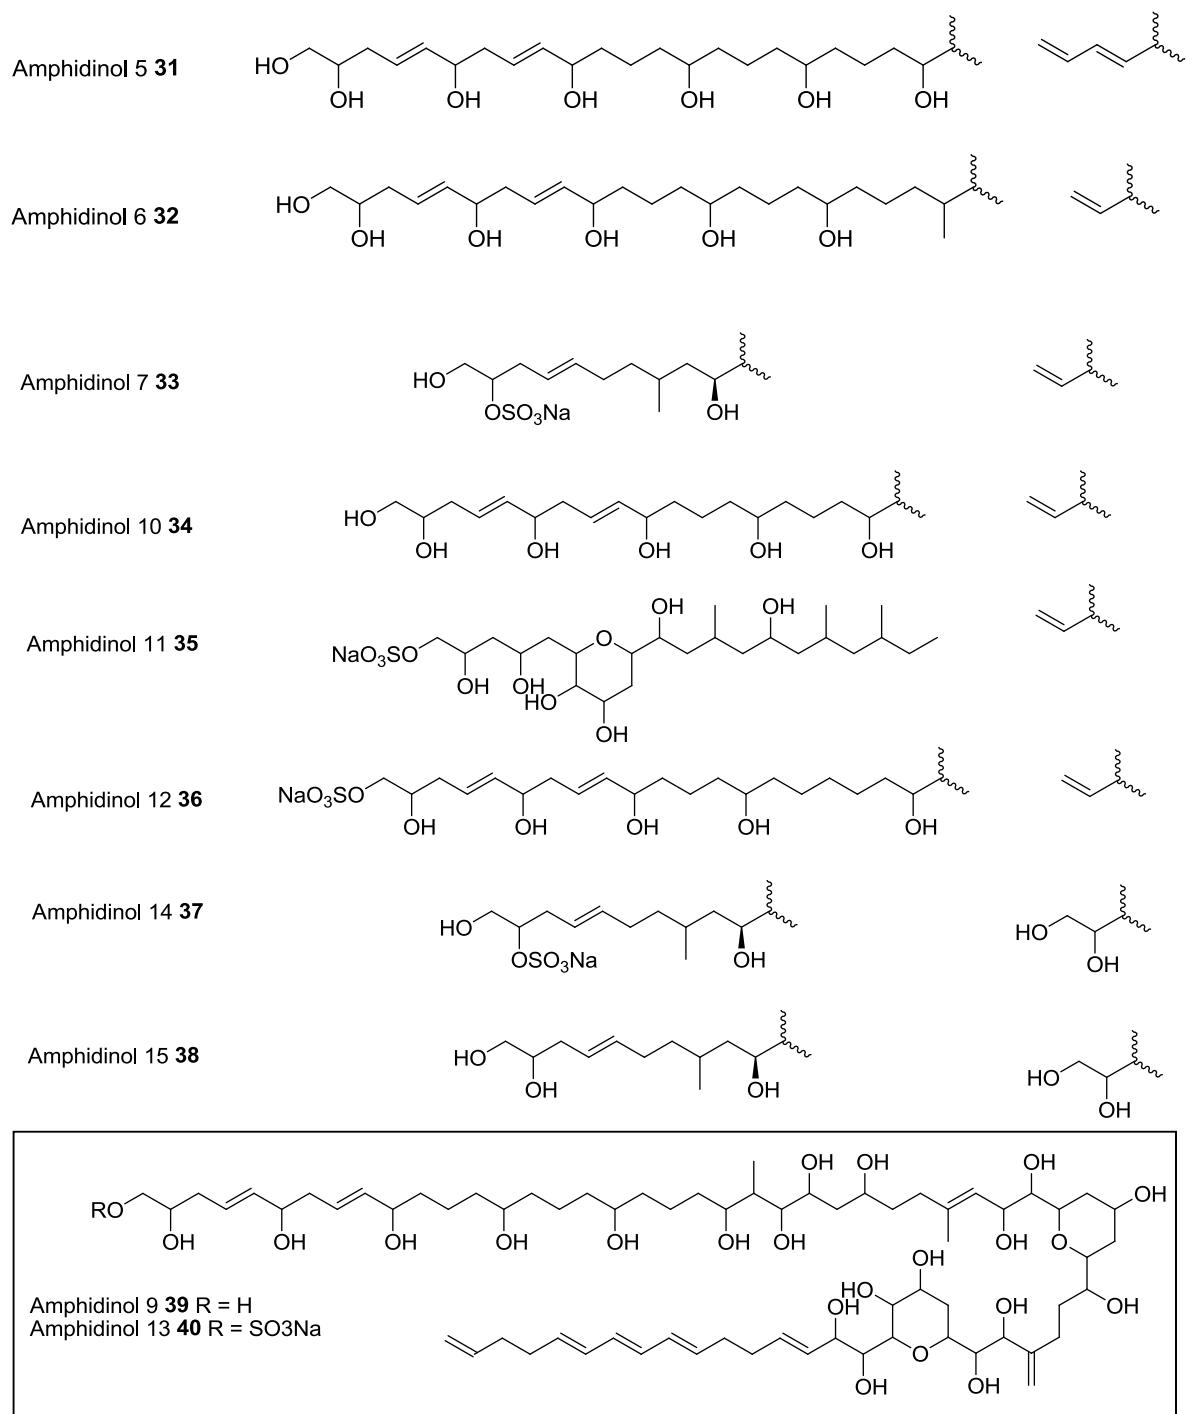 Amphidinol 5 31
HO
OH OH OH OH OH OH
Amphidinol 6 32
HO
OH OH OH OH OH
Amphidinol 7 33
HO
OSO3Na OH
Amphidinol 10 34
HO
OH OH OH OH OH
Amphidinol 11 35
OH OH
NaO3SO O
OH OH HO
OH
Amphidinol 12 36
NaO3SO
OH OH OH OH OH
Amphidinol 14 37
HO HO
OSO3Na OH OH
Amphidinol 15 38
HO HO
OH OH OH
OH OH OH
RO OH
OH OH OH OH OH OH OH OH O
OH
Amphidinol 9 39 R = H HO OH OH OH
Amphidinol 13 40 R = SO3Na
O
OH OH